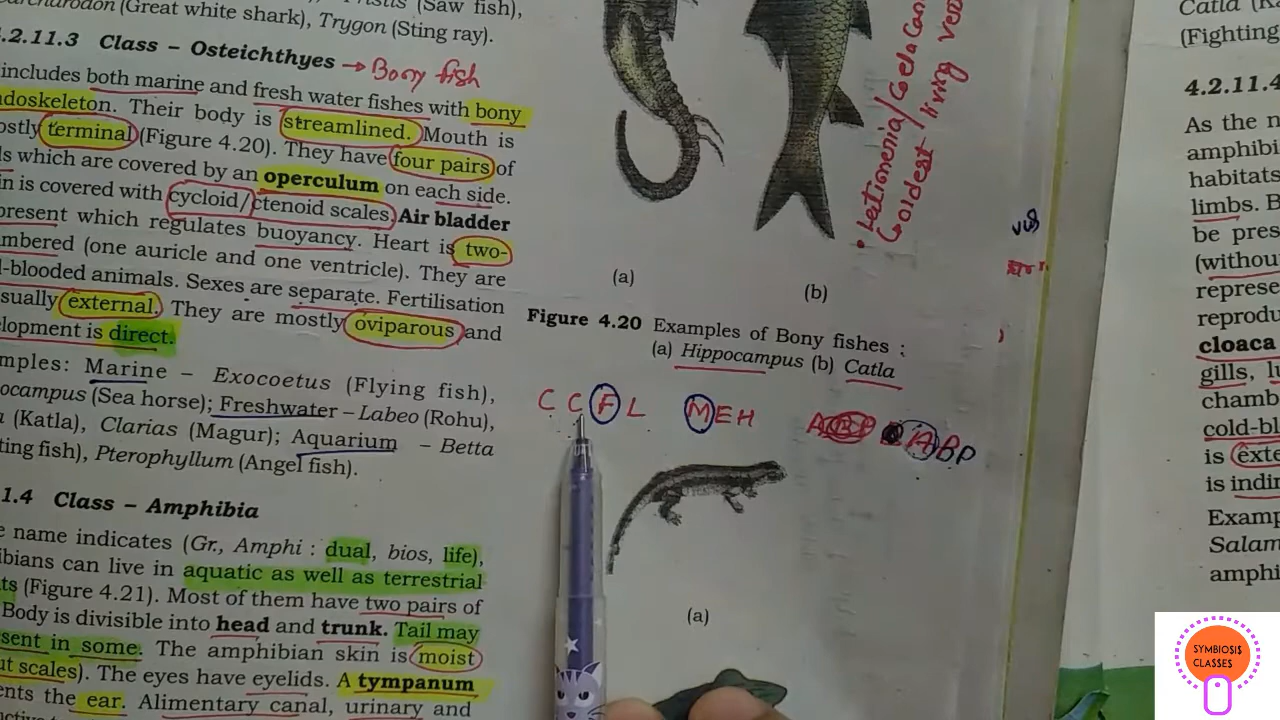 (Great white shark), Trygon (Sting ray).
(Saw fish),
.2.11.3 Class – Osteichthyes → Bony fish
includes both marine and fresh water fishes with bony
ndoskeleton. Their body is streamlined. Mouth is
ostly terminal (Figure 4.20). They have four pairs of
ls which are covered by an operculum on each side.
in is covered with cycloid/ctenoid scales. Air bladder
present which regulates buoyancy. Heart is two-
mbered (one auricle and one ventricle). They are
-blooded animals. Sexes are separate. Fertilisation
sually external. They are mostly oviparous and
elopment is direct.
mples: Marine – Exocoetus (Flying fish),
ocampus (Sea horse); Freshwater – Labeo (Rohu),
(Katla), Clarias (Magur); Aquarium – Betta
ting fish), Pterophyllum (Angel fish).
1.4 Class – Amphibia
e name indicates (Gr., Amphi : dual, bios, life),
ibians can live in aquatic as well as terrestrial
ts (Figure 4.21). Most of them have two pairs of
Body is divisible into head and trunk. Tail may
sent in some. The amphibian skin is moist
ut scales). The eyes have eyelids. A tympanum
ents the ear. Alimentary canal, urinary and
oldest living
(a)
(b)
Figure 4.20 Examples of Bony fishes :
(a) Hippocampus (b) Catla
C C F L M E H A B P
(a)
Catla
(Fighting
4.2.11.4
As the n
amphibi
habitats
limbs. B
be pres
(without
represe
reprodu
cloaca
gills, lu
chamb
cold-bl
is exte
is indir
Examp
Salam
amphi
SYMBIOSIS
CLASSES